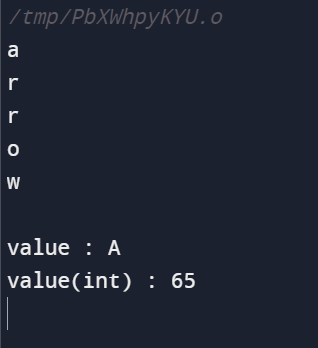 /tmp/PbXWhpyKYU.o
a
r
r
o
w
value : A
value(int) : 65